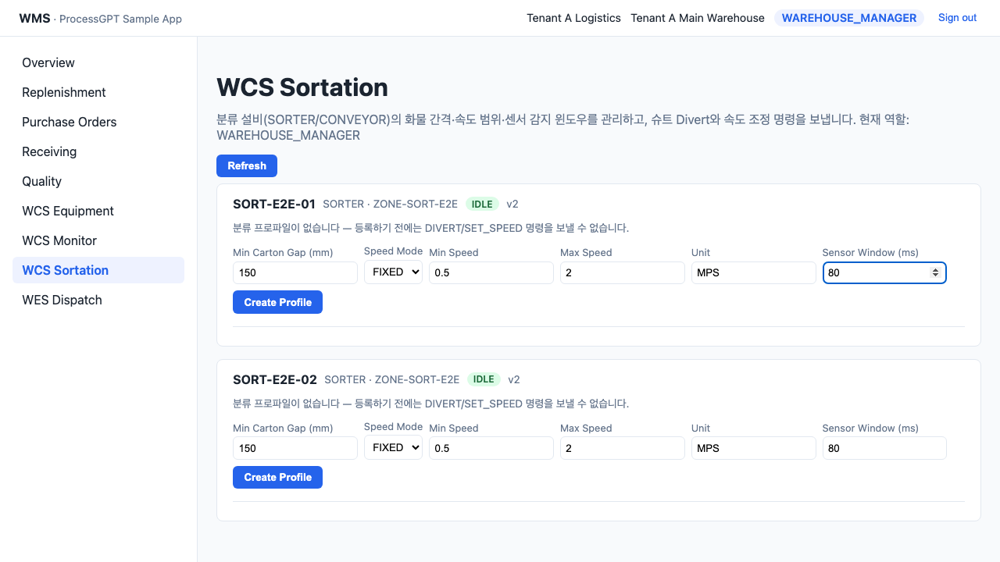 WMS · ProcessGPT Sample App
Tenant A Logistics Tenant A Main Warehouse WAREHOUSE_MANAGER Sign out
Overview
Replenishment
Purchase Orders
Receiving
Quality
WCS Equipment
WCS Monitor
WCS Sortation
WES Dispatch
WCS Sortation
분류 설비(SORTER/CONVEYOR)의 화물 간격·속도 범위·센서 감지 윈도우를 관리하고, 슈트 Divert와 속도 조정 명령을 보냅니다. 현재 역할:
WAREHOUSE_MANAGER
Refresh
SORT-E2E-01 SORTER · ZONE-SORT-E2E IDLE v2
분류 프로파일이 없습니다 — 등록하기 전에는 DIVERT/SET_SPEED 명령을 보낼 수 없습니다.
Min Carton Gap (mm) Speed Mode Min Speed Max Speed Unit Sensor Window (ms)
150 FIXED 0.5 2 MPS 80
Create Profile
SORT-E2E-02 SORTER · ZONE-SORT-E2E IDLE v2
분류 프로파일이 없습니다 — 등록하기 전에는 DIVERT/SET_SPEED 명령을 보낼 수 없습니다.
Min Carton Gap (mm) Speed Mode Min Speed Max Speed Unit Sensor Window (ms)
150 FIXED 0.5 2 MPS 80
Create Profile